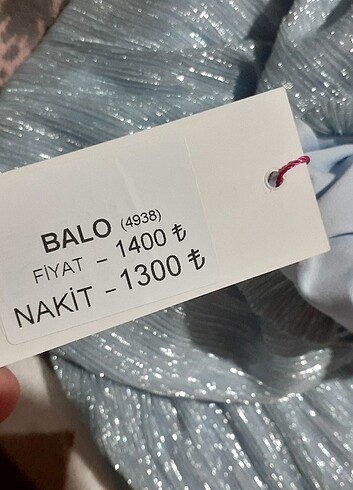 BALO (4938)
FİYAT - 1400 ₺
NAKİT - 1300 ₺